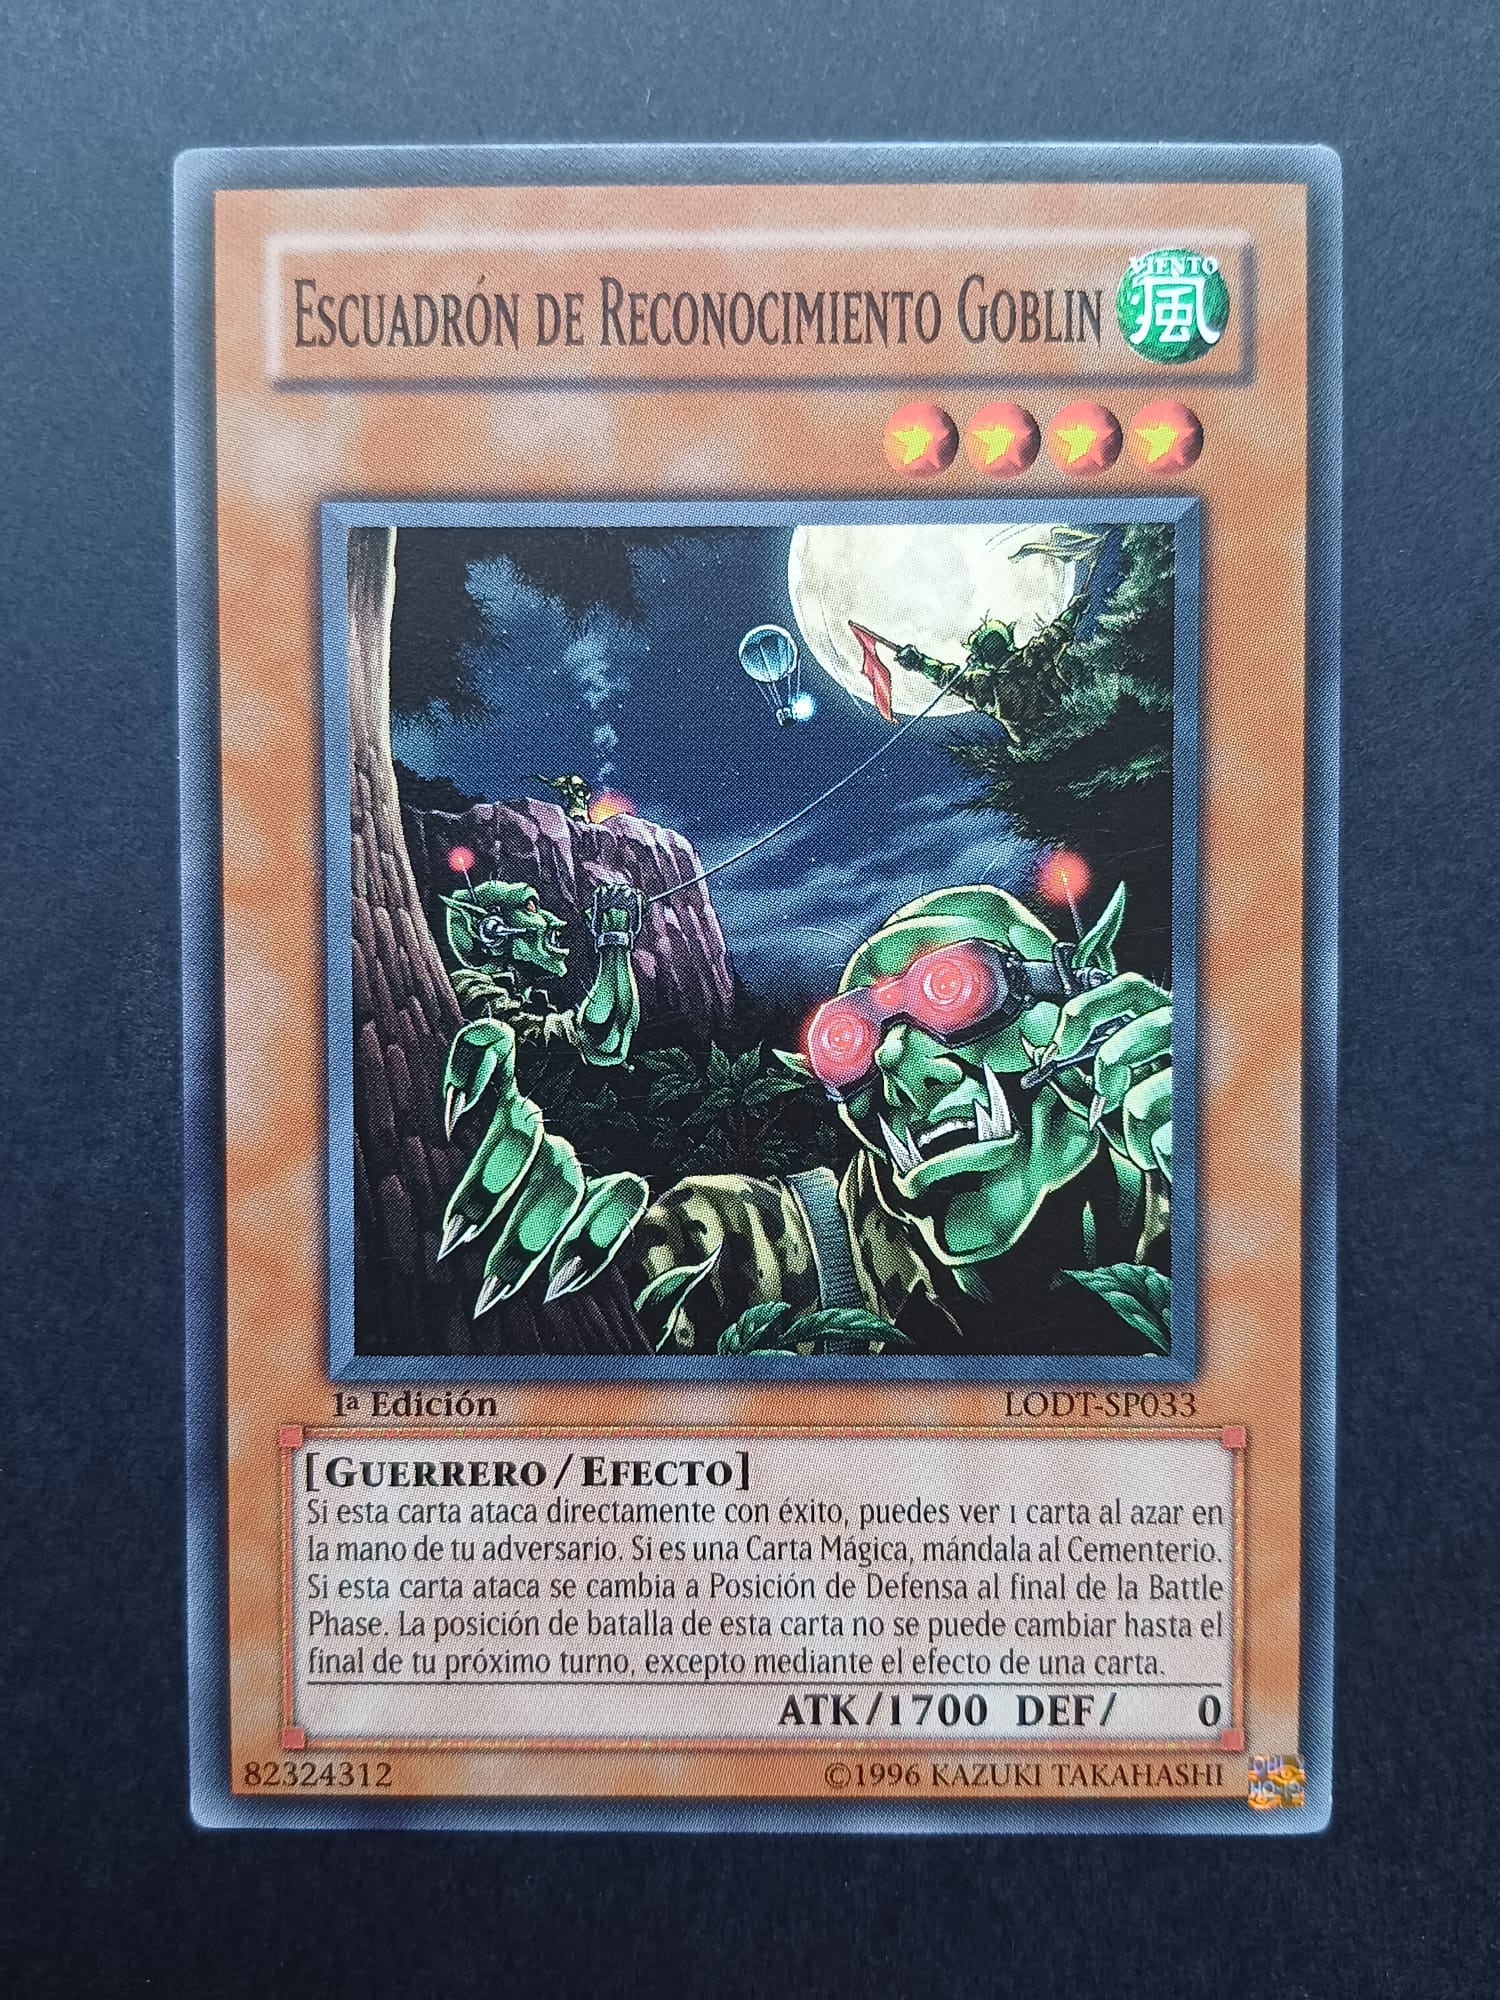 Escuadrón de Reconocimiento Goblin
VIENTO
風
1ª Edición
LODT-SP033
[Guerrero/Efecto]
Si esta carta ataca directamente con éxito, puedes ver 1 carta al azar en
la mano de tu adversario. Si es una Carta Mágica, mándala al Cementerio.
Si esta carta ataca se cambia a Posición de Defensa al final de la Battle
Phase. La posición de batalla de esta carta no se puede cambiar hasta el
final de tu próximo turno, excepto mediante el efecto de una carta.
ATK/1700 DEF/ 0
82324312
©1996 KAZUKI TAKAHASHI